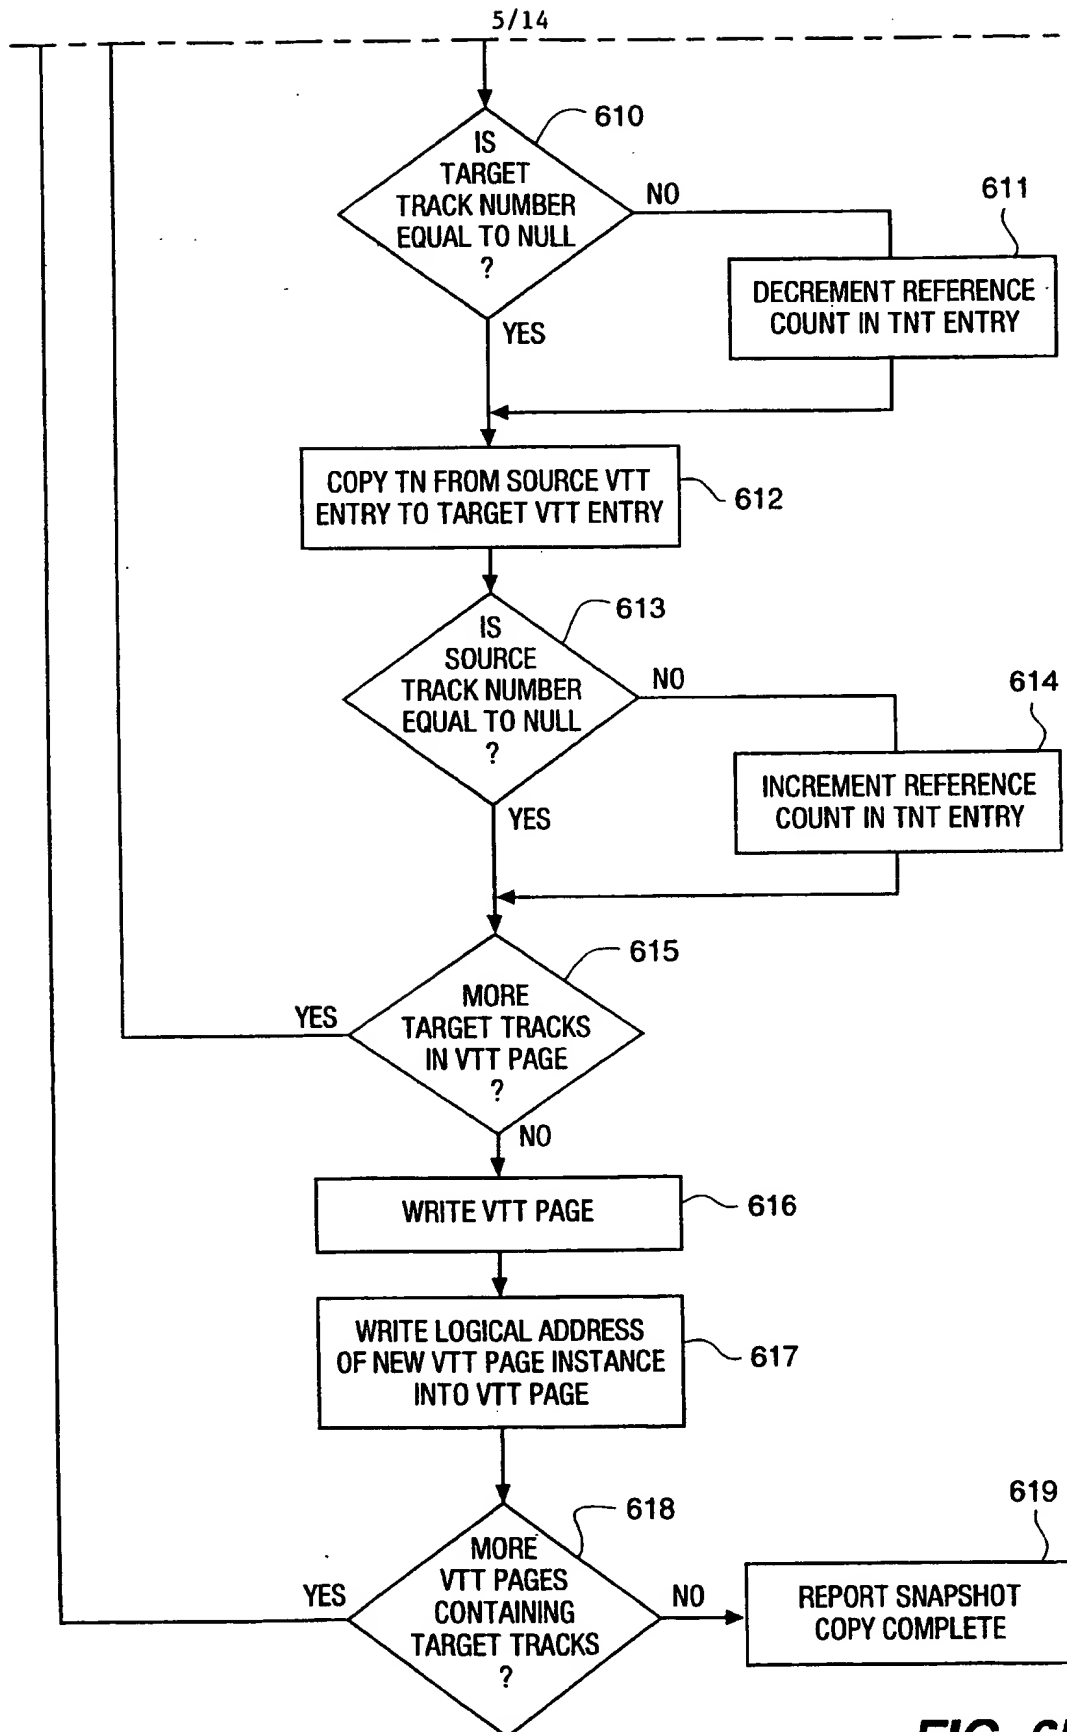 5/14
610
IS
TARGET
TRACK NUMBER
EQUAL TO NULL
?
NO
611
DECREMENT REFERENCE
COUNT IN TNT ENTRY
YES
COPY TN FROM SOURCE VTT
ENTRY TO TARGET VTT ENTRY
612
613
IS
SOURCE
TRACK NUMBER
EQUAL TO NULL
?
NO
614
INCREMENT REFERENCE
COUNT IN TNT ENTRY
YES
615
MORE
TARGET TRACKS
IN VTT PAGE
?
YES
NO
WRITE VTT PAGE
616
WRITE LOGICAL ADDRESS
OF NEW VTT PAGE INSTANCE
INTO VTT PAGE
617
618
MORE
VTT PAGES
CONTAINING
TARGET TRACKS
?
YES
NO
619
REPORT SNAPSHOT
COPY COMPLETE